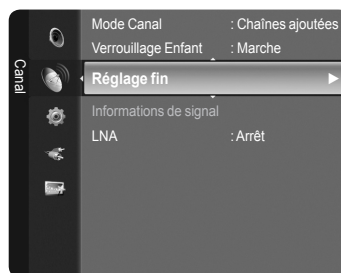 Canal
Mode Canal : Chaînes ajoutées
Verrouillage Enfant : Marche
Réglage fin
Informations de signal
LNA : Arrêt